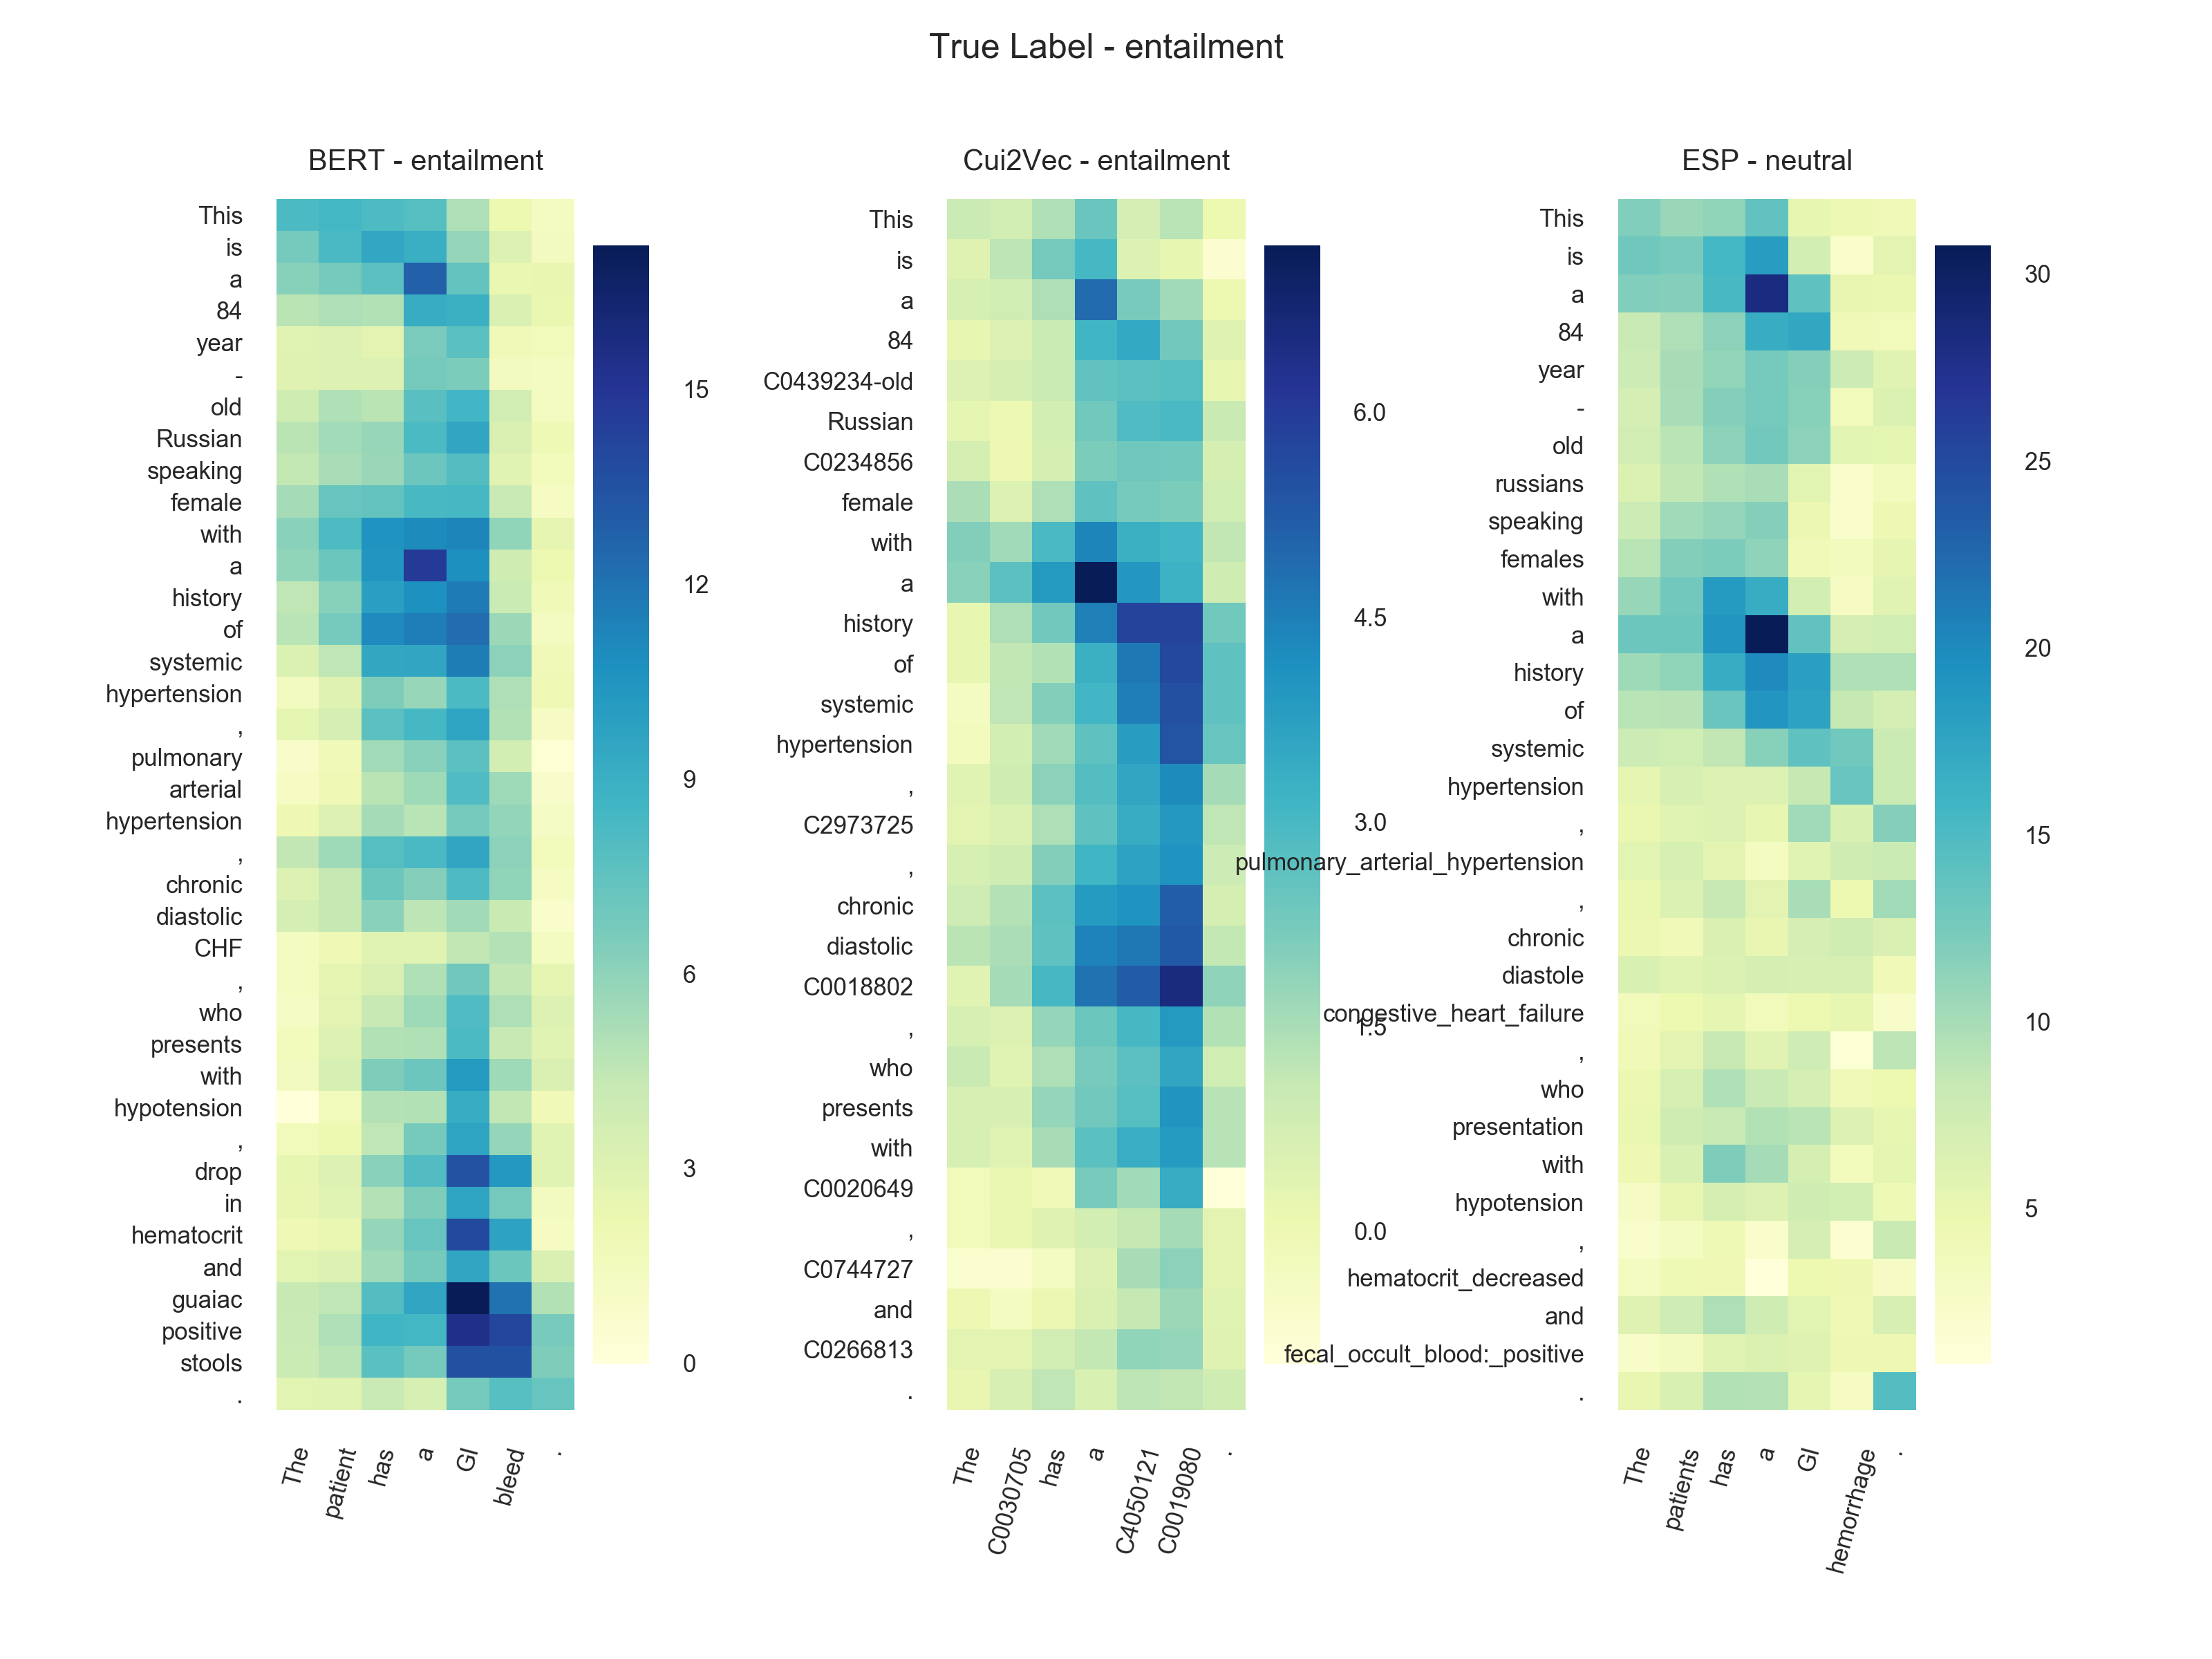 True Label - entailment
BERT - entailment
This
is
a
84
year
-
old
Russian
speaking
female
with
a
history
of
systemic
hypertension
,
pulmonary
arterial
hypertension
,
chronic
diastolic
CHF
,
who
presents
with
hypotension
,
drop
in
hematocrit
and
guaiac
positive
stools
.
The
patient
has
a
GI
bleed
.
15
12
9
6
3
0
Cui2Vec - entailment
This
is
a
84
C0439234-old
Russian
C0234856
female
with
a
history
of
systemic
hypertension
,
C2973725
,
chronic
diastolic
C0018802
,
who
presents
with
C0020649
,
C0744727
and
C0266813
.
The
C0030705
has
a
C4050121
C0019080
.
6.0
4.5
3.0
1.5
0.0
ESP - neutral
This
is
a
84
year
-
old
russians
speaking
females
with
a
history
of
systemic
hypertension
,
pulmonary_arterial_hypertension
,
chronic
diastole
congestive_heart_failure
,
who
presentation
with
hypotension
,
hematocrit_decreased
and
fecal_occult_blood:_positive
.
The
patients
has
a
GI
hemorrhage
.
30
25
20
15
10
5